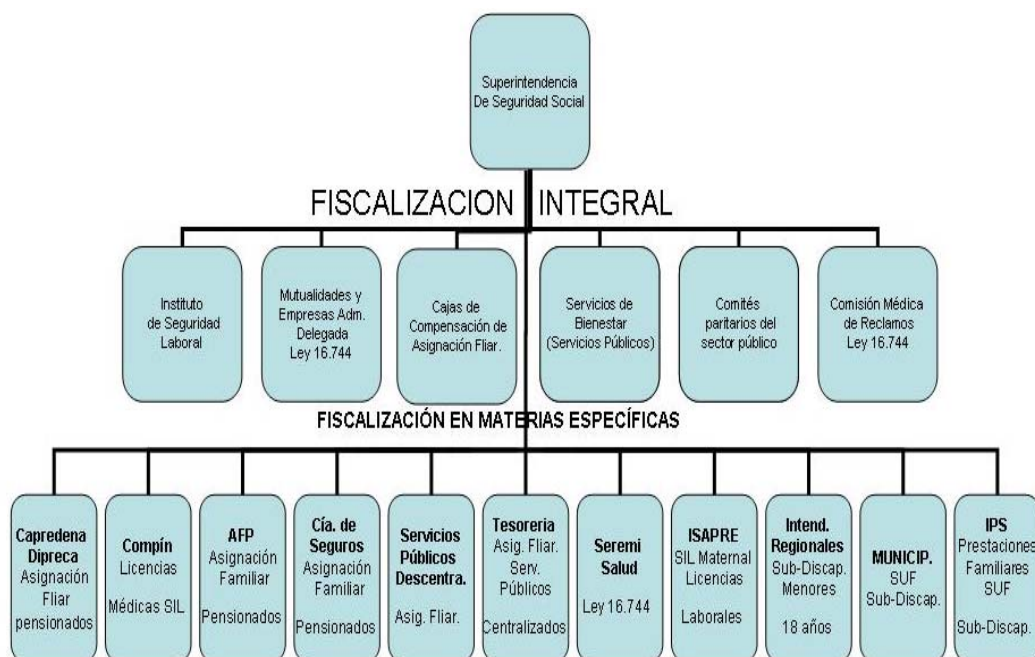 Superintendencia
De Seguridad Social
FISCALIZACION INTEGRAL
Instituto
de Seguridad
Laboral
Mutualidades y
Empresas Adm.
Delegada
Ley 16.744
Cajas de
Compensación de
Asignación Fliar.
Servicios de
Bienestar
(Servicios Públicos)
Comités
paritarios del
sector público
Comisión Médica
de Reclamos
Ley 16.744
FISCALIZACIÓN EN MATERIAS ESPECÍFICAS
Capredena
Dipreca
Asignación
Fliar
pensionados
Compín
Licencias
Médicas SIL
AFP
Asignación
Familiar
Pensionados
Cía. de
Seguros
Asignación
Familiar
Pensionados
Servicios
Públicos
Descentra.
Asig. Fliar.
Tesoreria
Asig. Fliar.
Serv.
Públicos
Centralizados
Seremi
Salud
Ley 16.744
ISAPRE
SIL Maternal
Licencias
Laborales
Intend.
Regionales
Sub-Discap.
Menores
18 años
MUNICIP.
SUF
Sub-Discap.
IPS
Prestaciones
Familiares
SUF
Sub-Discap.